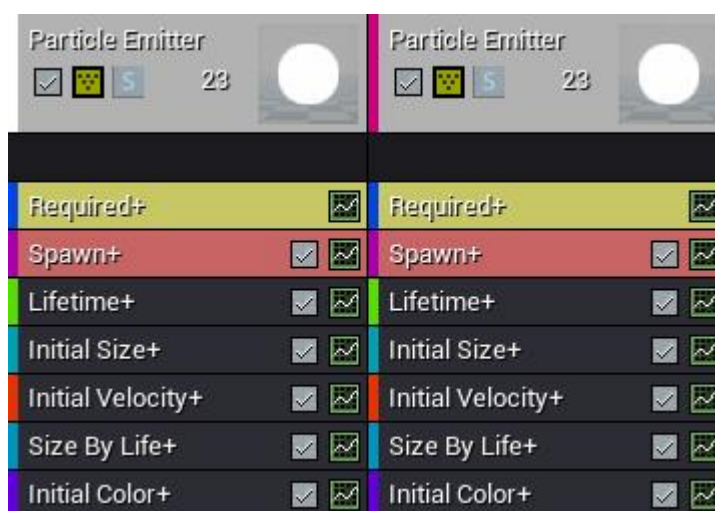 Particle Emitter
S 23
Required+
Spawn+
Lifetime+
Initial Size+
Initial Velocity+
Size By Life+
Initial Color+
Particle Emitter
S 23
Required+
Spawn+
Lifetime+
Initial Size+
Initial Velocity+
Size By Life+
Initial Color+